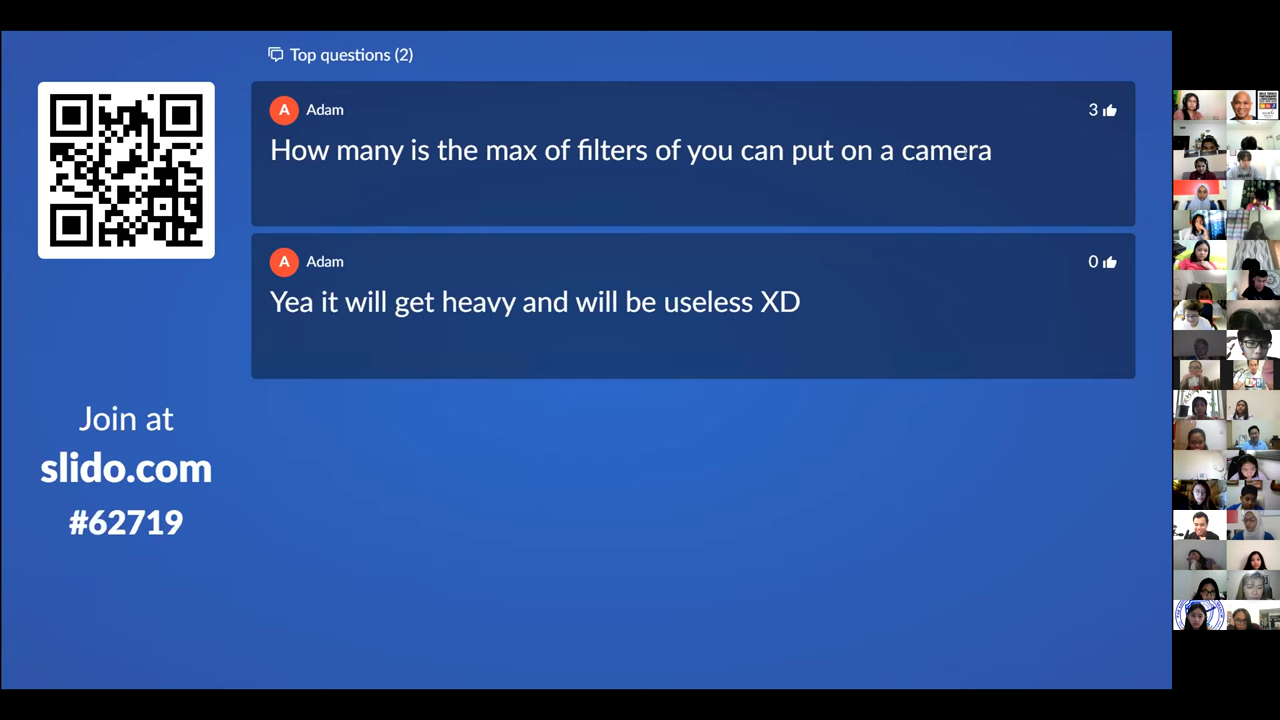 Top questions (2)
A Adam
3
How many is the max of filters of you can put on a camera
A Adam
0
Yea it will get heavy and will be useless XD
Join at
slido.com
#62719